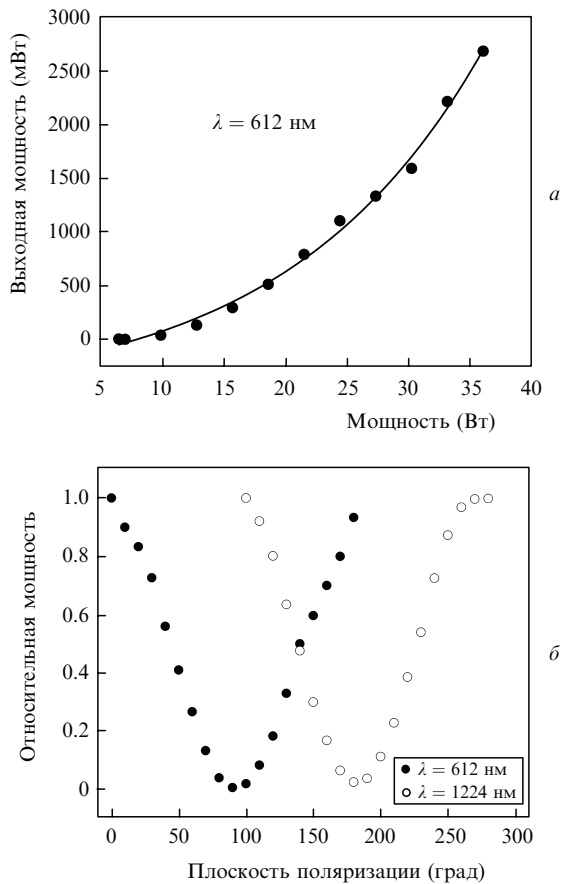 3000
2500
2000
1500
1000
500
0
Выходная мощность (мВт)
λ = 612 нм
а
5 10 15 20 25 30 35 40
Мощность (Вт)
1.0
0.8
0.6
0.4
0.2
0
Относительная мощность
б
λ = 612 нм
λ = 1224 нм
0 50 100 150 200 250 300
Плоскость поляризации (град)